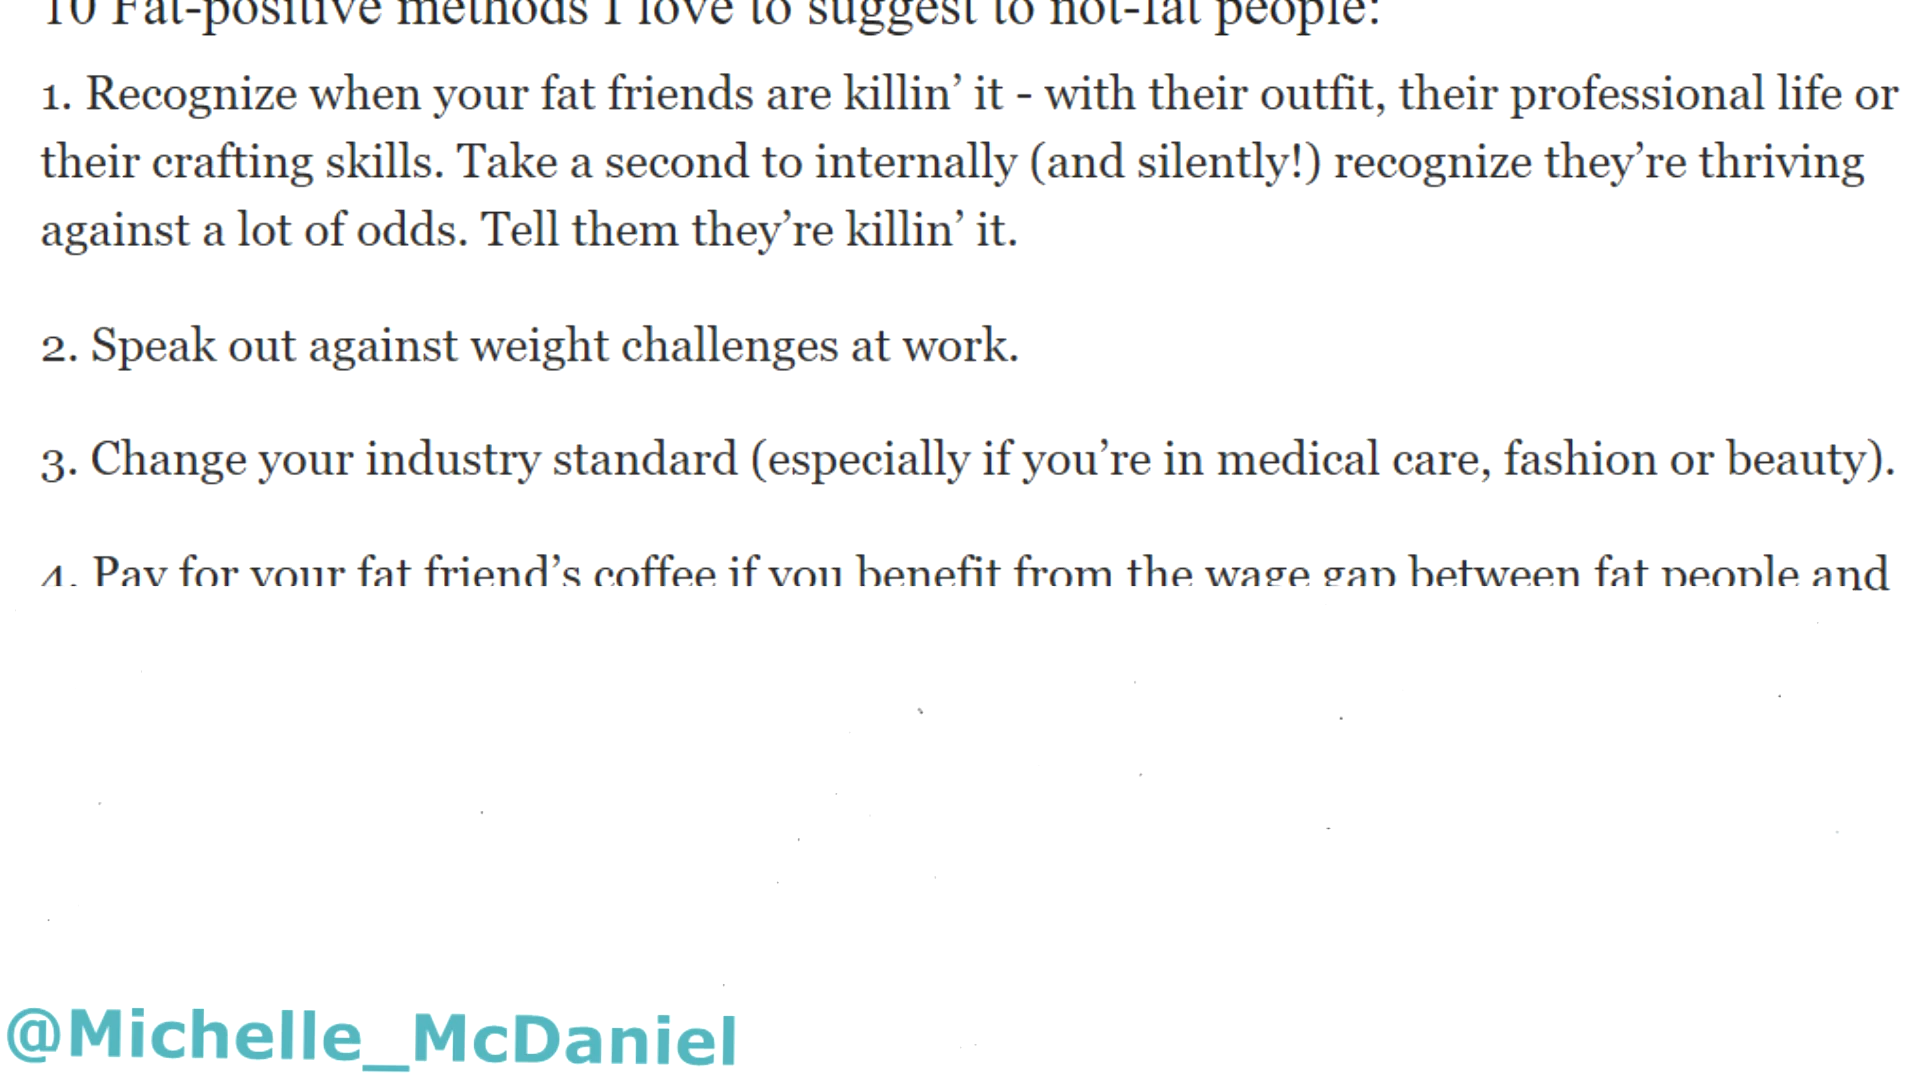 10 Fat-positive methods I love to suggest to not-fat people:
1. Recognize when your fat friends are killin’ it - with their outfit, their professional life or
their crafting skills. Take a second to internally (and silently!) recognize they’re thriving
against a lot of odds. Tell them they’re killin’ it.
2. Speak out against weight challenges at work.
3. Change your industry standard (especially if you’re in medical care, fashion or beauty).
4. Pay for your fat friend’s coffee if you benefit from the wage gap between fat people and
@Michelle_McDaniel